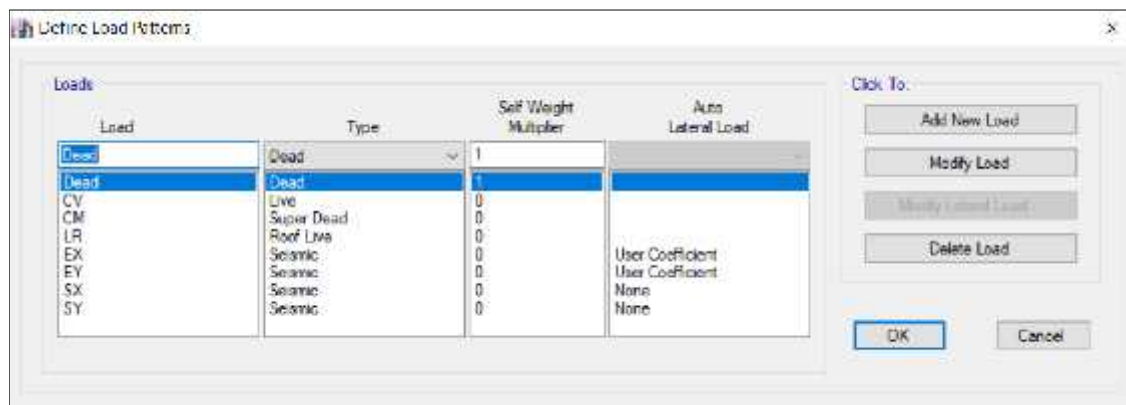 Define Load Patterns
Loads
Click To:
Load Type Self Weight Multiplier Auto Lateral Load
Dead Dead 1
Dead Dead 1
CV Live 0
CM Super Dead 0
LR Roof Live 0
EX Seismic 0 User Coefficient
EY Seismic 0 User Coefficient
SX Seismic 0 None
SY Seismic 0 None
Add New Load
Modify Load
Modify Lateral Load
Delete Load
OK Cancel